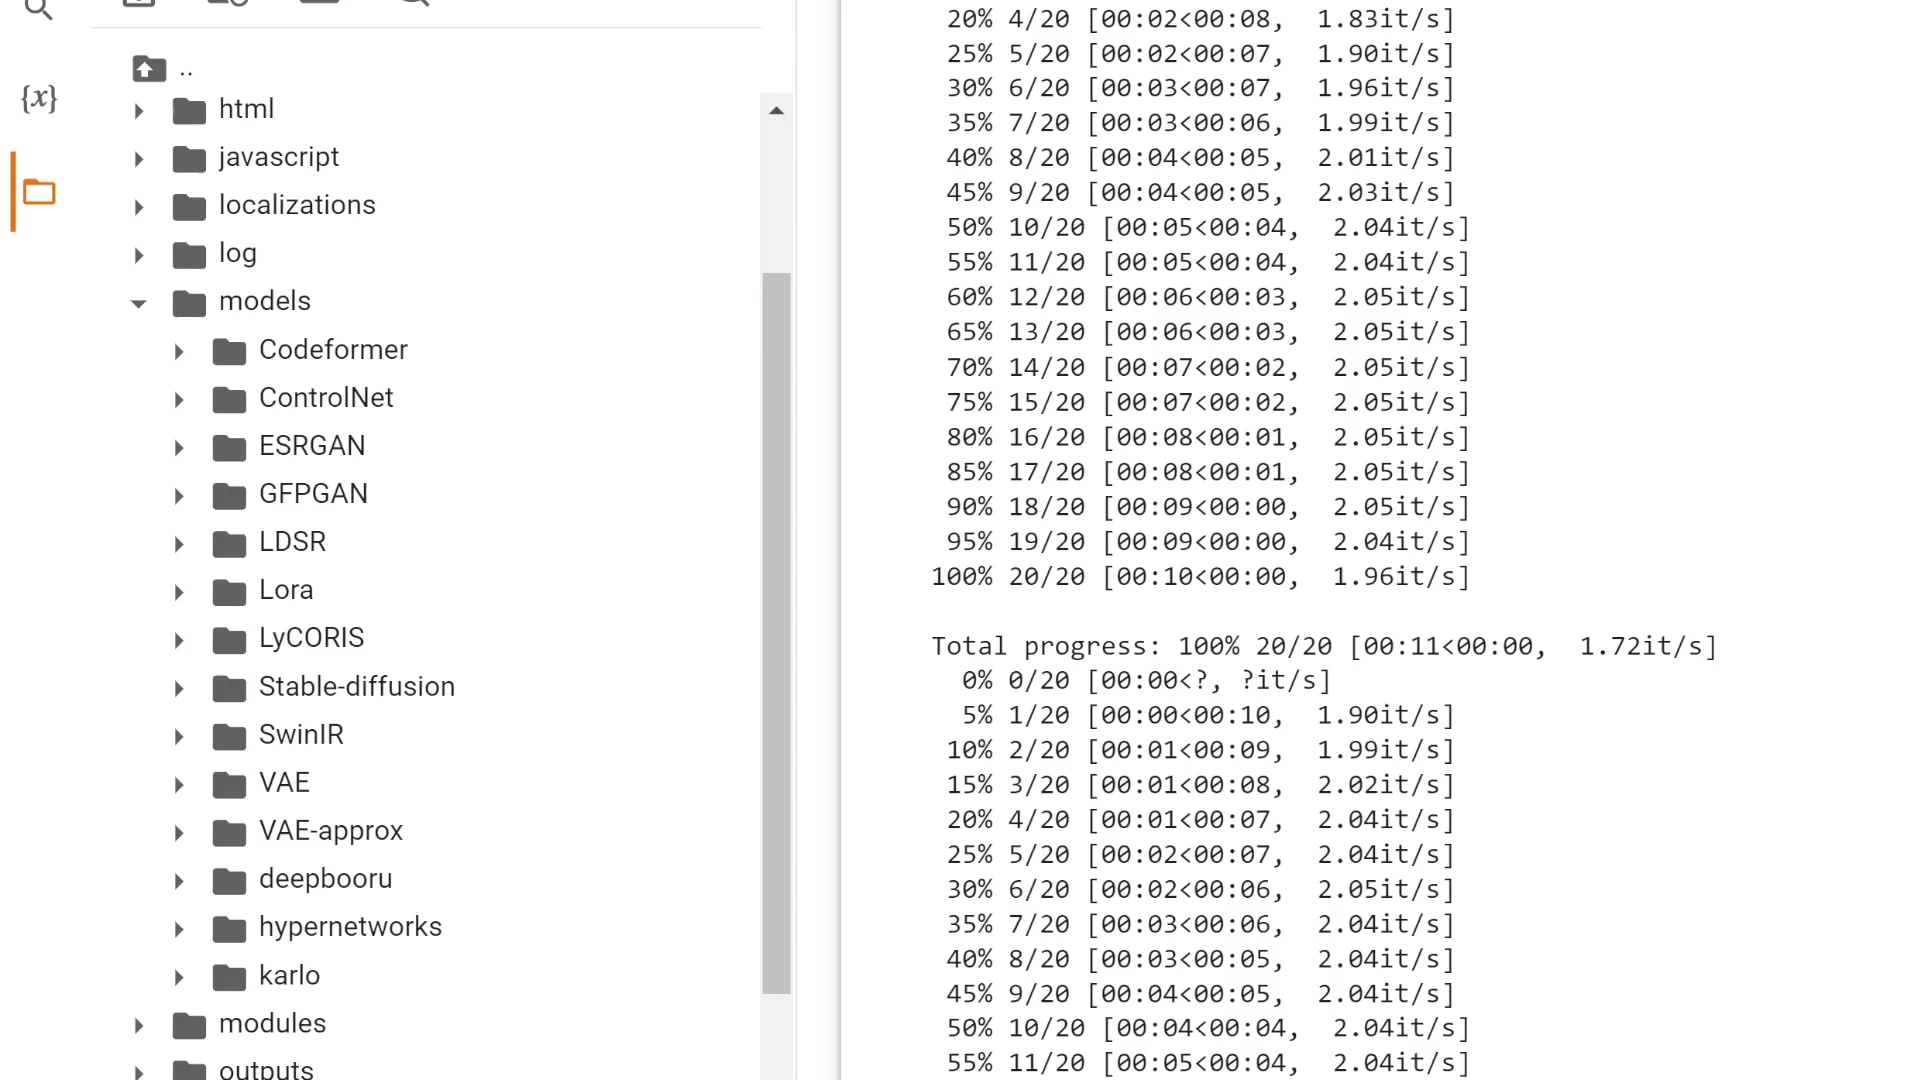 {x}
..
html
javascript
localizations
log
models
Codeformer
ControlNet
ESRGAN
GFPGAN
LDSR
Lora
LyCORIS
Stable-diffusion
SwinIR
VAE
VAE-approx
deepbooru
hypernetworks
karlo
modules
outputs
20% 4/20 [00:02<00:08, 1.83it/s]
25% 5/20 [00:02<00:07, 1.90it/s]
30% 6/20 [00:03<00:07, 1.96it/s]
35% 7/20 [00:03<00:06, 1.99it/s]
40% 8/20 [00:04<00:05, 2.01it/s]
45% 9/20 [00:04<00:05, 2.03it/s]
50% 10/20 [00:05<00:04, 2.04it/s]
55% 11/20 [00:05<00:04, 2.04it/s]
60% 12/20 [00:06<00:03, 2.05it/s]
65% 13/20 [00:06<00:03, 2.05it/s]
70% 14/20 [00:07<00:02, 2.05it/s]
75% 15/20 [00:07<00:02, 2.05it/s]
80% 16/20 [00:08<00:01, 2.05it/s]
85% 17/20 [00:08<00:01, 2.05it/s]
90% 18/20 [00:09<00:00, 2.05it/s]
95% 19/20 [00:09<00:00, 2.04it/s]
100% 20/20 [00:10<00:00, 1.96it/s]
Total progress: 100% 20/20 [00:11<00:00, 1.72it/s]
0% 0/20 [00:00<?, ?it/s]
5% 1/20 [00:00<00:10, 1.90it/s]
10% 2/20 [00:01<00:09, 1.99it/s]
15% 3/20 [00:01<00:08, 2.02it/s]
20% 4/20 [00:01<00:07, 2.04it/s]
25% 5/20 [00:02<00:07, 2.04it/s]
30% 6/20 [00:02<00:06, 2.05it/s]
35% 7/20 [00:03<00:06, 2.04it/s]
40% 8/20 [00:03<00:05, 2.04it/s]
45% 9/20 [00:04<00:05, 2.04it/s]
50% 10/20 [00:04<00:04, 2.04it/s]
55% 11/20 [00:05<00:04, 2.04it/s]